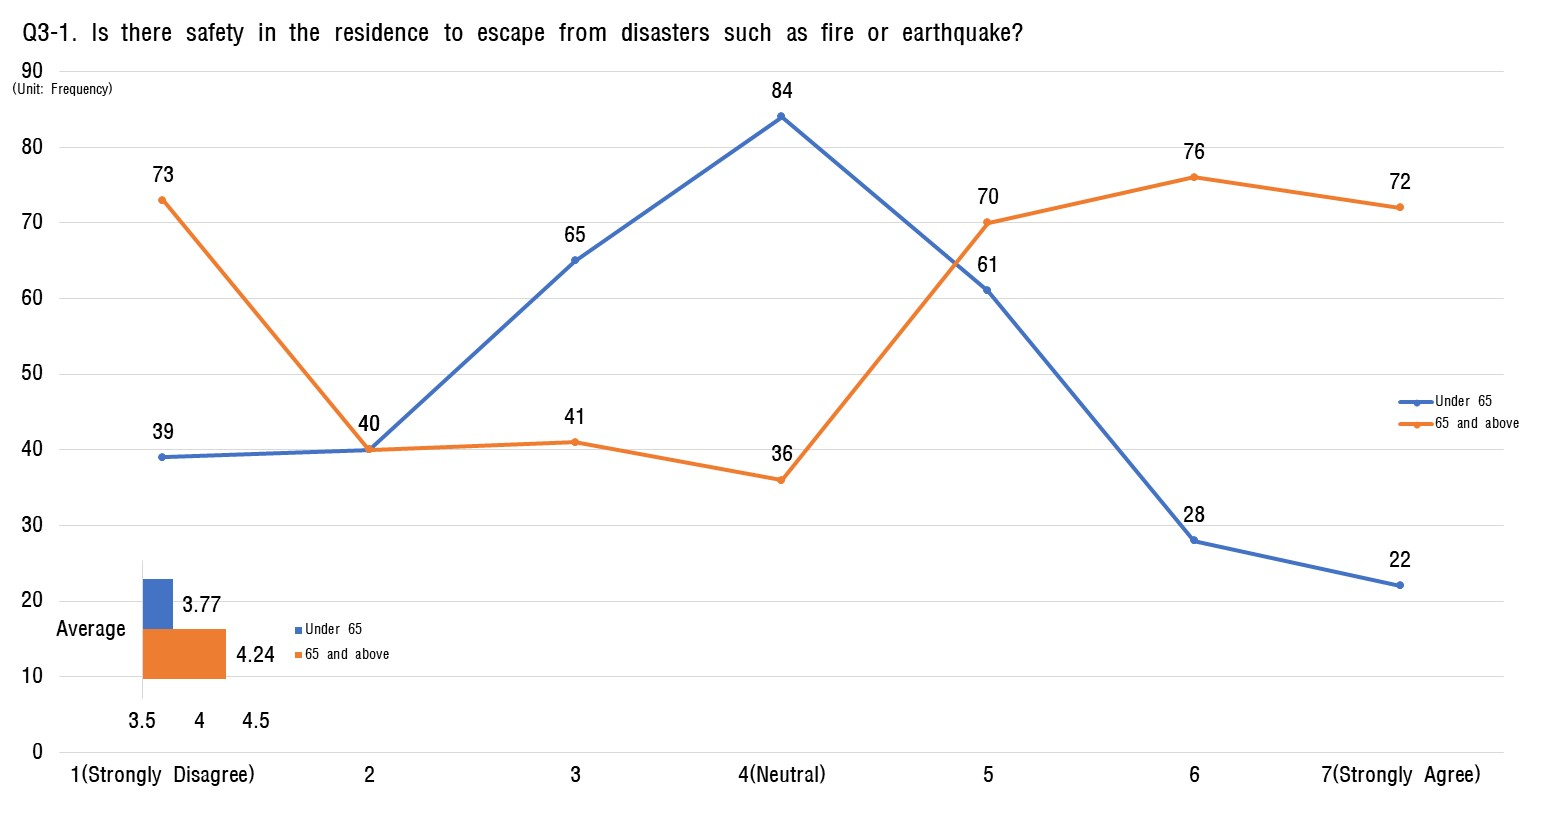 Q3-1. Is there safety in the residence to escape from disasters such as fire or earthquake?
90
(Unit: Frequency)
84
80
76
73
72
70
70
65
61
60
50
40
41
39
40
36
30
28
22
20
3.77
Average
4.24
Under 65
65 and above
10
3.5 4 4.5
0
Under 65
65 and above
1(Strongly Disagree) 2 3 4(Neutral) 5 6 7(Strongly Agree)